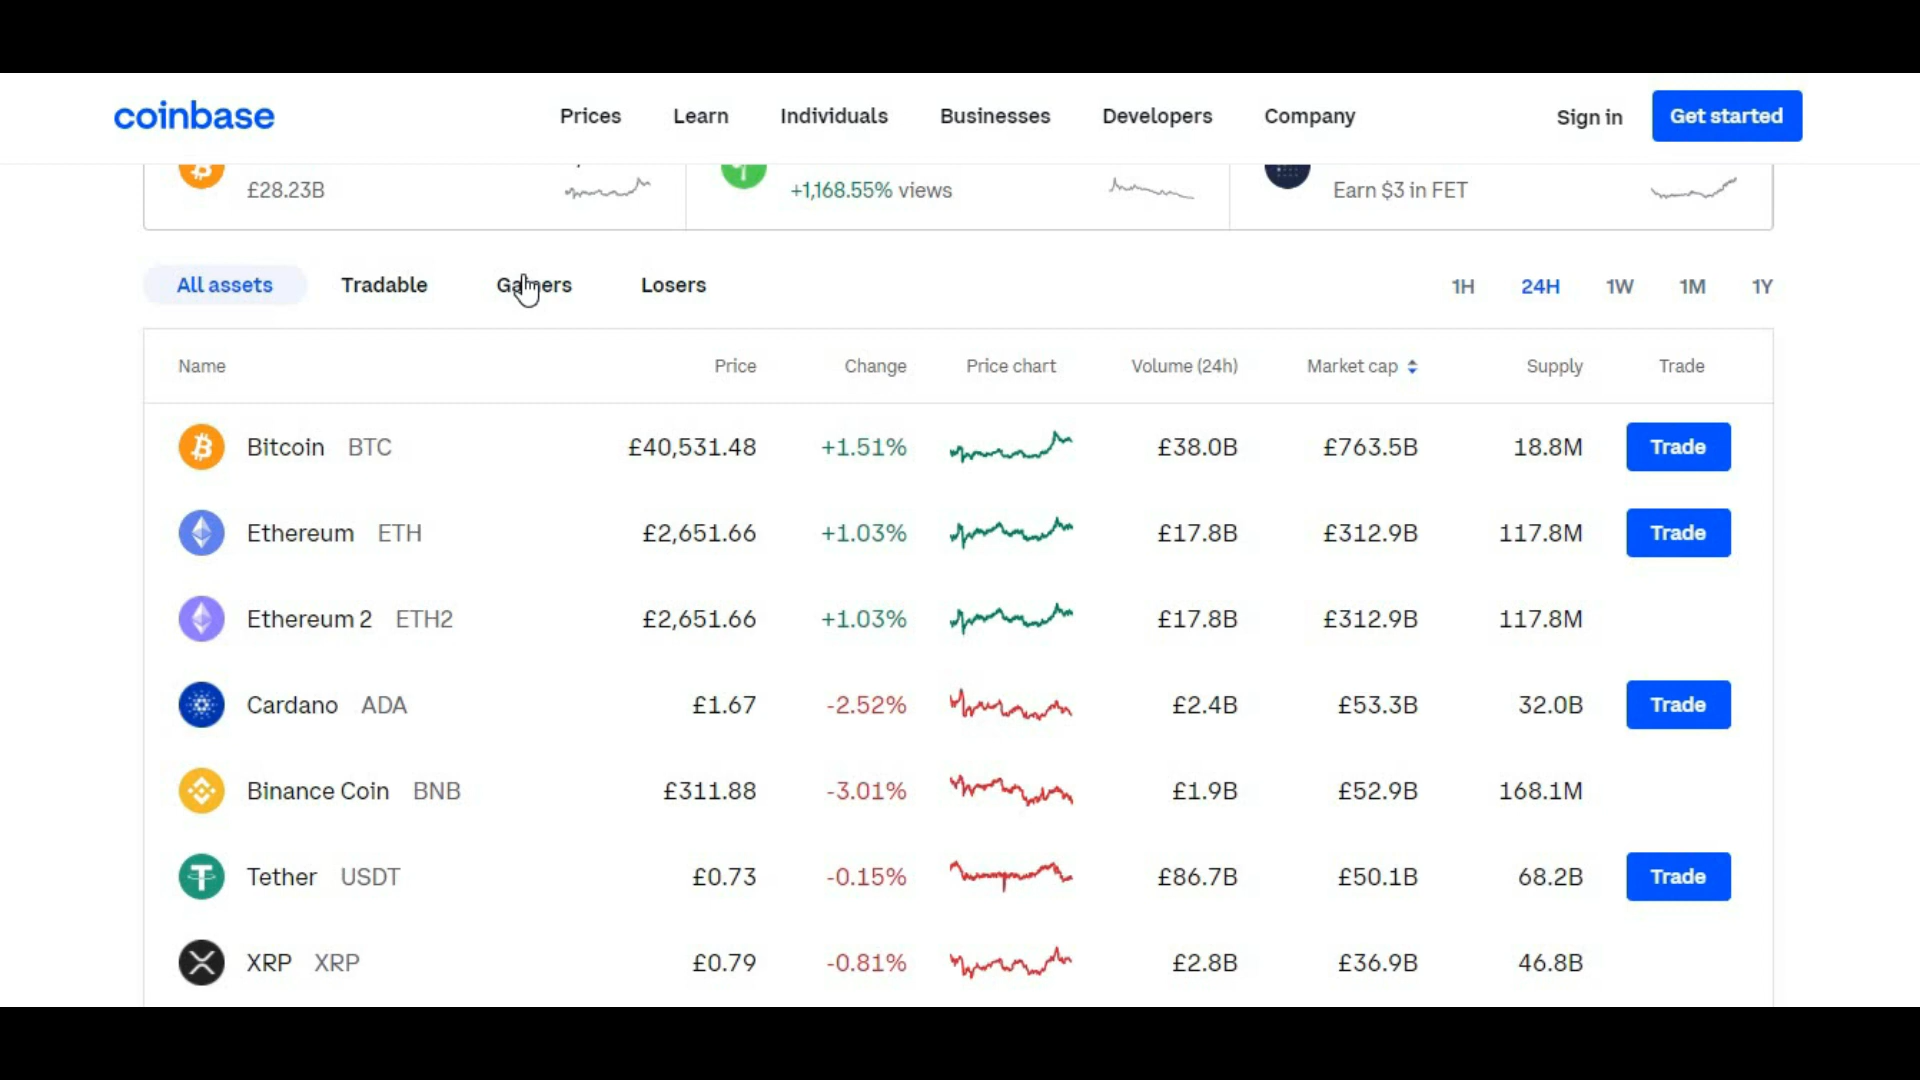 coinbase Prices Learn Individuals Businesses Developers Company Sign in Get started
£28.23B +1,168.55% views Earn $3 in FET
All assets Tradable Gainers Losers 1H 24H 1W 1M 1Y
Name Price Change Price chart Volume (24h) Market cap Supply Trade
Bitcoin BTC £40,531.48 +1.51% £38.0B £763.5B 18.8M Trade
Ethereum ETH £2,651.66 +1.03% £17.8B £312.9B 117.8M Trade
Ethereum 2 ETH2 £2,651.66 +1.03% £17.8B £312.9B 117.8M
Cardano ADA £1.67 -2.52% £2.4B £53.3B 32.0B Trade
Binance Coin BNB £311.88 -3.01% £1.9B £52.9B 168.1M
Tether USDT £0.73 -0.15% £86.7B £50.1B 68.2B Trade
XRP XRP £0.79 -0.81% £2.8B £36.9B 46.8B